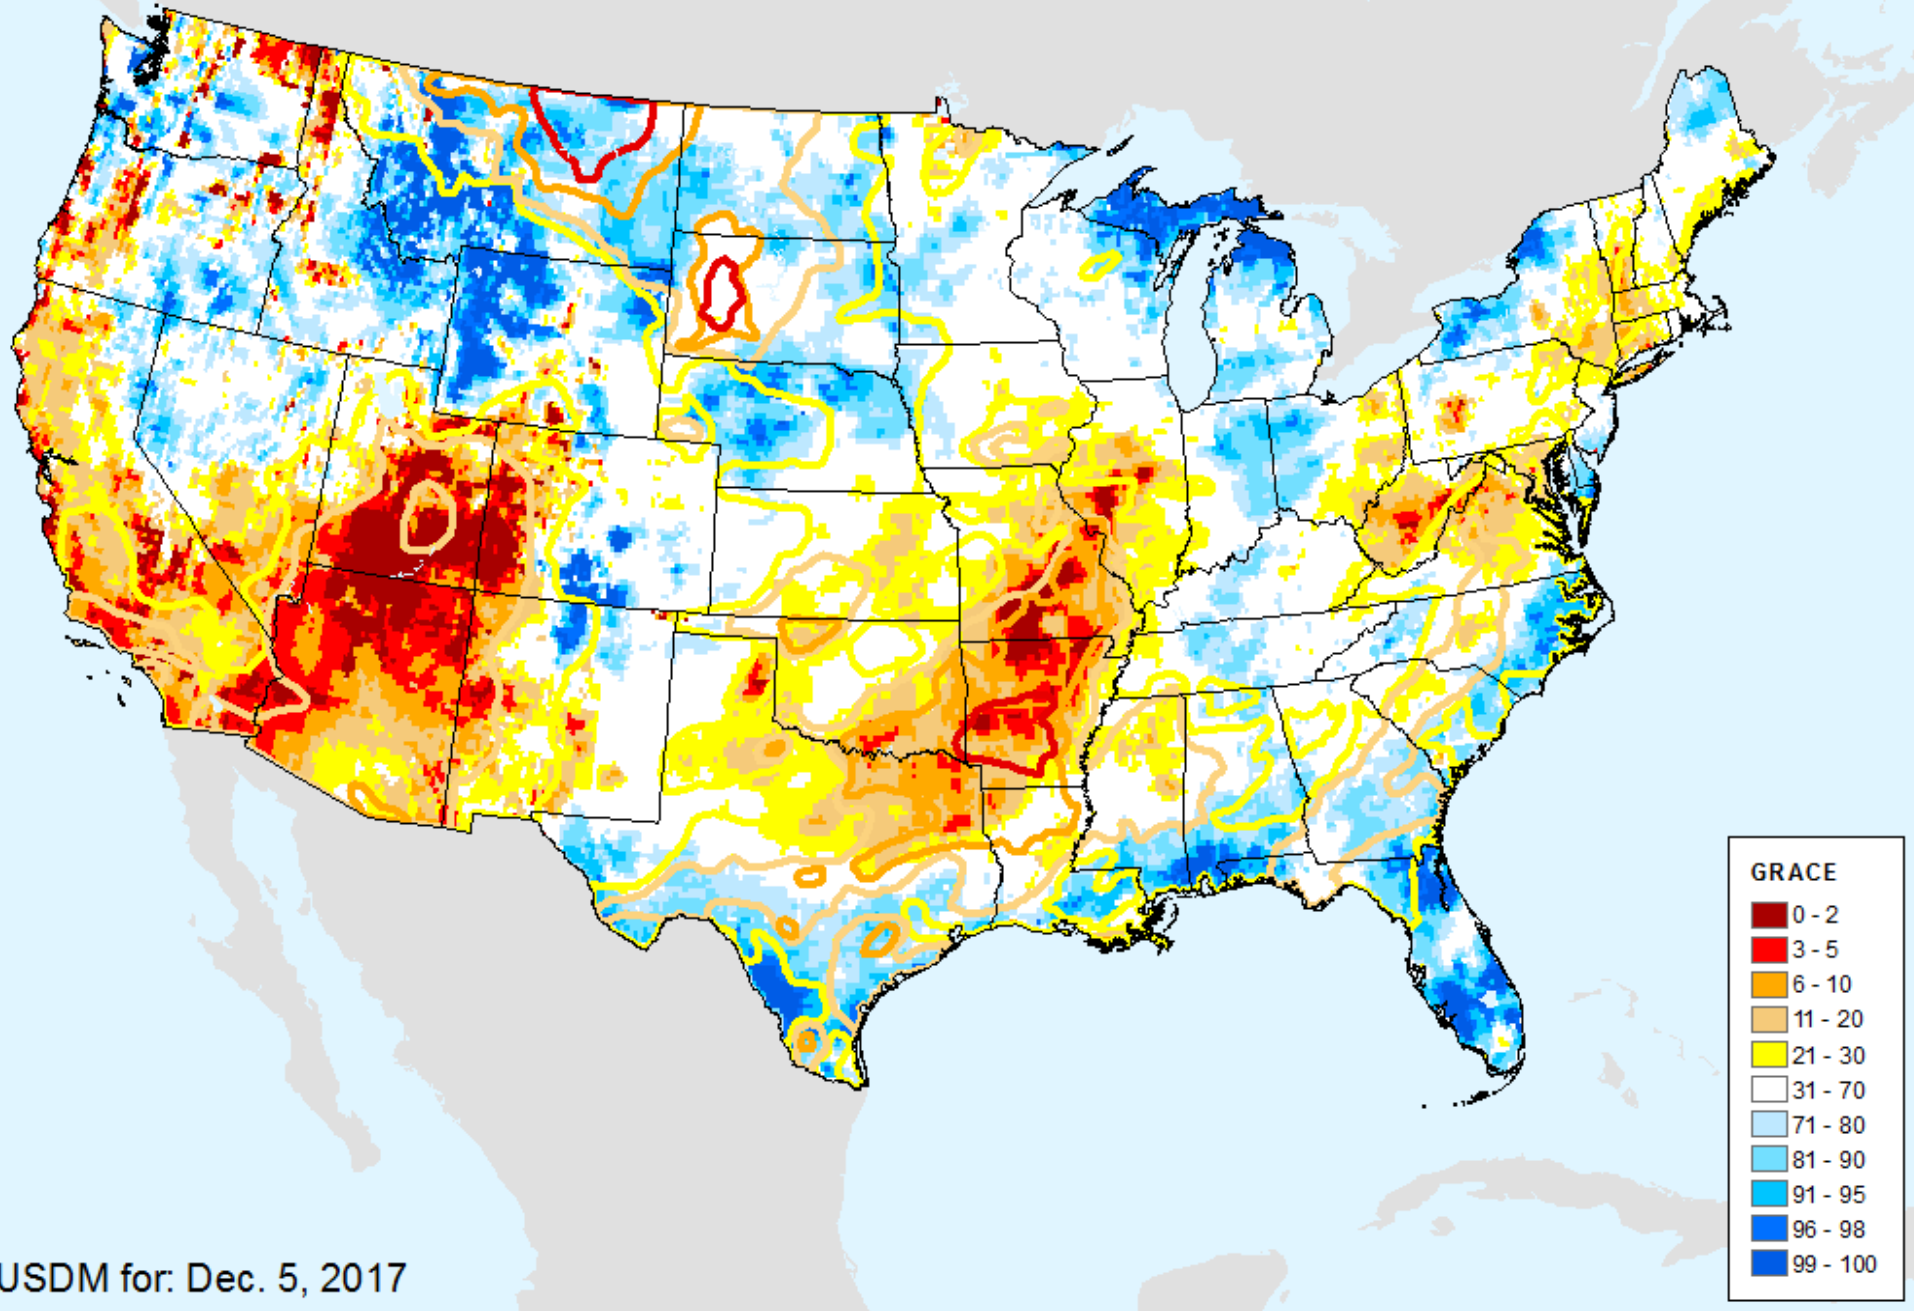 GRACE
0 - 2
3 - 5
6 - 10
11 - 20
21 - 30
31 - 70
71 - 80
81 - 90
91 - 95
96 - 98
99 - 100
USDM for: Dec. 5, 2017